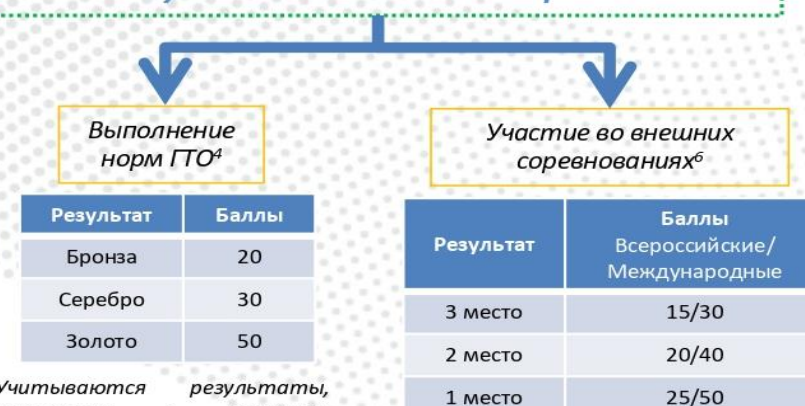 Выполнение
норм ГТО⁴
Результат Баллы
Бронза 20
Серебро 30
Золото 50
Учитываются результаты,
Участие во внешних
соревнованиях⁶
Результат
Баллы
Всероссийские/
Международные
3 место 15/30
2 место 20/40
1 место 25/50